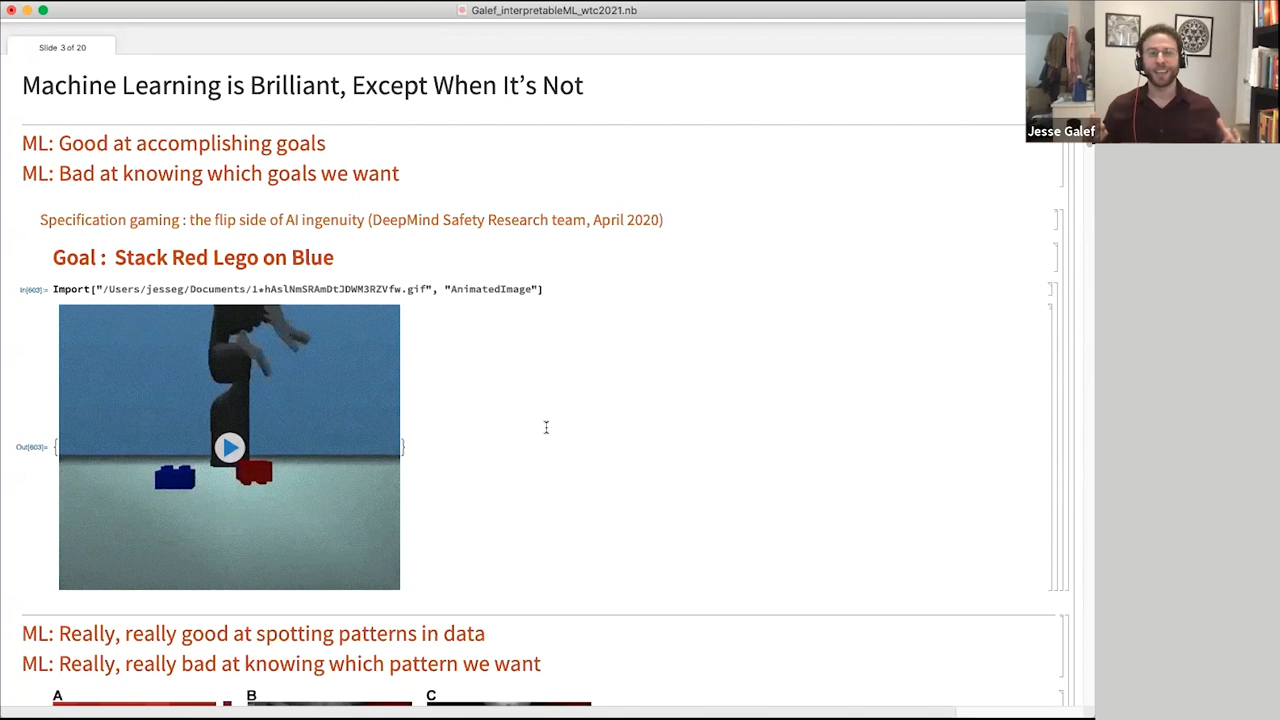 Galef_interpretableML_wtc2021.nb
Slide 3 of 20
Machine Learning is Brilliant, Except When It's Not
Jesse Galef
ML: Good at accomplishing goals
ML: Bad at knowing which goals we want
Specification gaming : the flip side of AI ingenuity (DeepMind Safety Research team, April 2020)
Goal : Stack Red Lego on Blue
In[603]:= Import["/Users/jesseg/Documents/1*hAslNmSRAmDtJDWM3RZVfw.gif", "AnimatedImage"]
Out[603]= { }
ML: Really, really good at spotting patterns in data
ML: Really, really bad at knowing which pattern we want
A B C